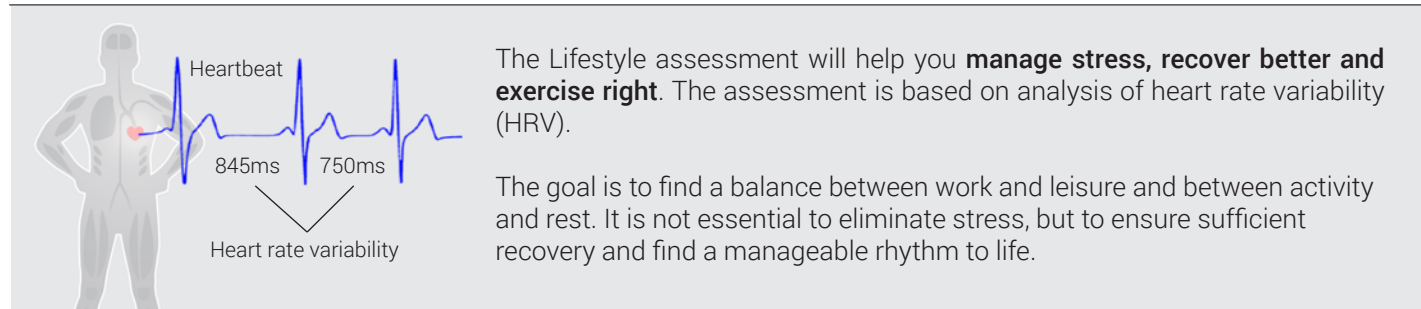 Heartbeat
845ms
750ms
Heart rate variability
The Lifestyle assessment will help you manage stress, recover better and
exercise right. The assessment is based on analysis of heart rate variability
(HRV).
The goal is to find a balance between work and leisure and between activity
and rest. It is not essential to eliminate stress, but to ensure sufficient
recovery and find a manageable rhythm to life.